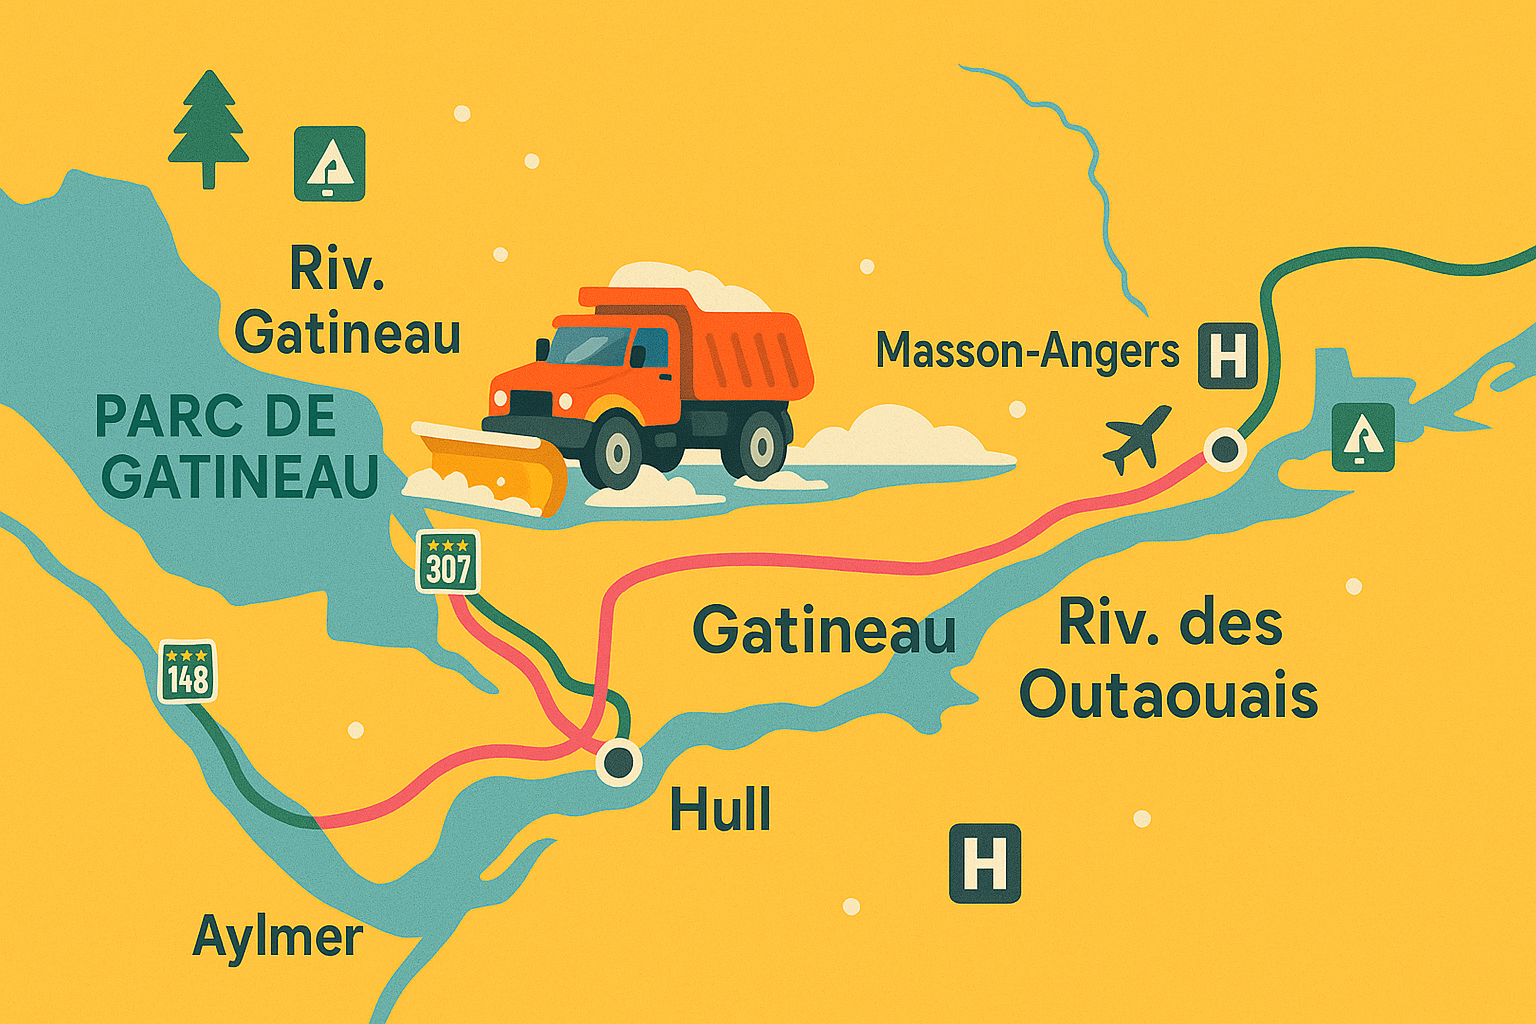 Riv.
Gatineau
Masson-Angers
H
PARC DE
GATINEAU
307
Gatineau
Riv. des
Outaouais
148
Hull
H
Aylmer